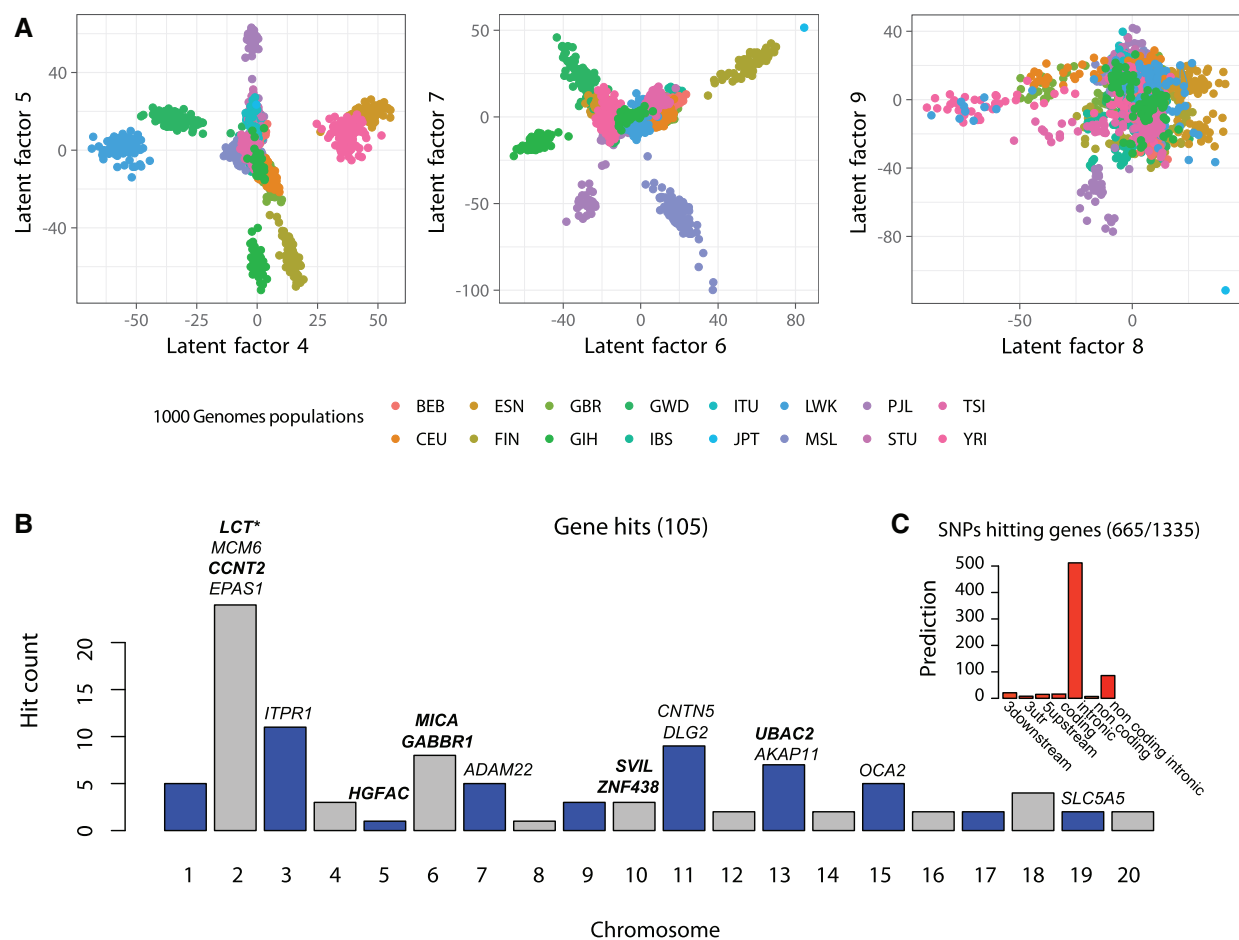 A
40
0
-40
Latent factor 5
-50
-25
0
25
50
Latent factor 4
50
0
-50
-100
Latent factor 7
-40
0
40
80
Latent factor 6
40
0
-40
-80
Latent factor 9
-50
0
Latent factor 8
1000 Genomes populations
BEB ESN GBR GWD ITU LWK PJL TSI
CEU FIN GIH IBS JPT MSL STU YRI
B
Gene hits (105)
LCT*
MCM6
CCNT2
EPAS1
ITPR1
HGFAC
MICA
GABBR1
ADAM22
SVIL
ZNF438
CNTN5
DLG2
UBAC2
AKAP11
OCA2
SLC5A5
Hit count
20
15
10
5
0
1 2 3 4 5 6 7 8 9 10 11 12 13 14 15 16 17 18 19 20
Chromosome
C
SNPs hitting genes (665/1335)
Prediction
500
400
300
200
100
0
3downstream
3utr
5upstream
coding
intronic
non coding
non coding intronic